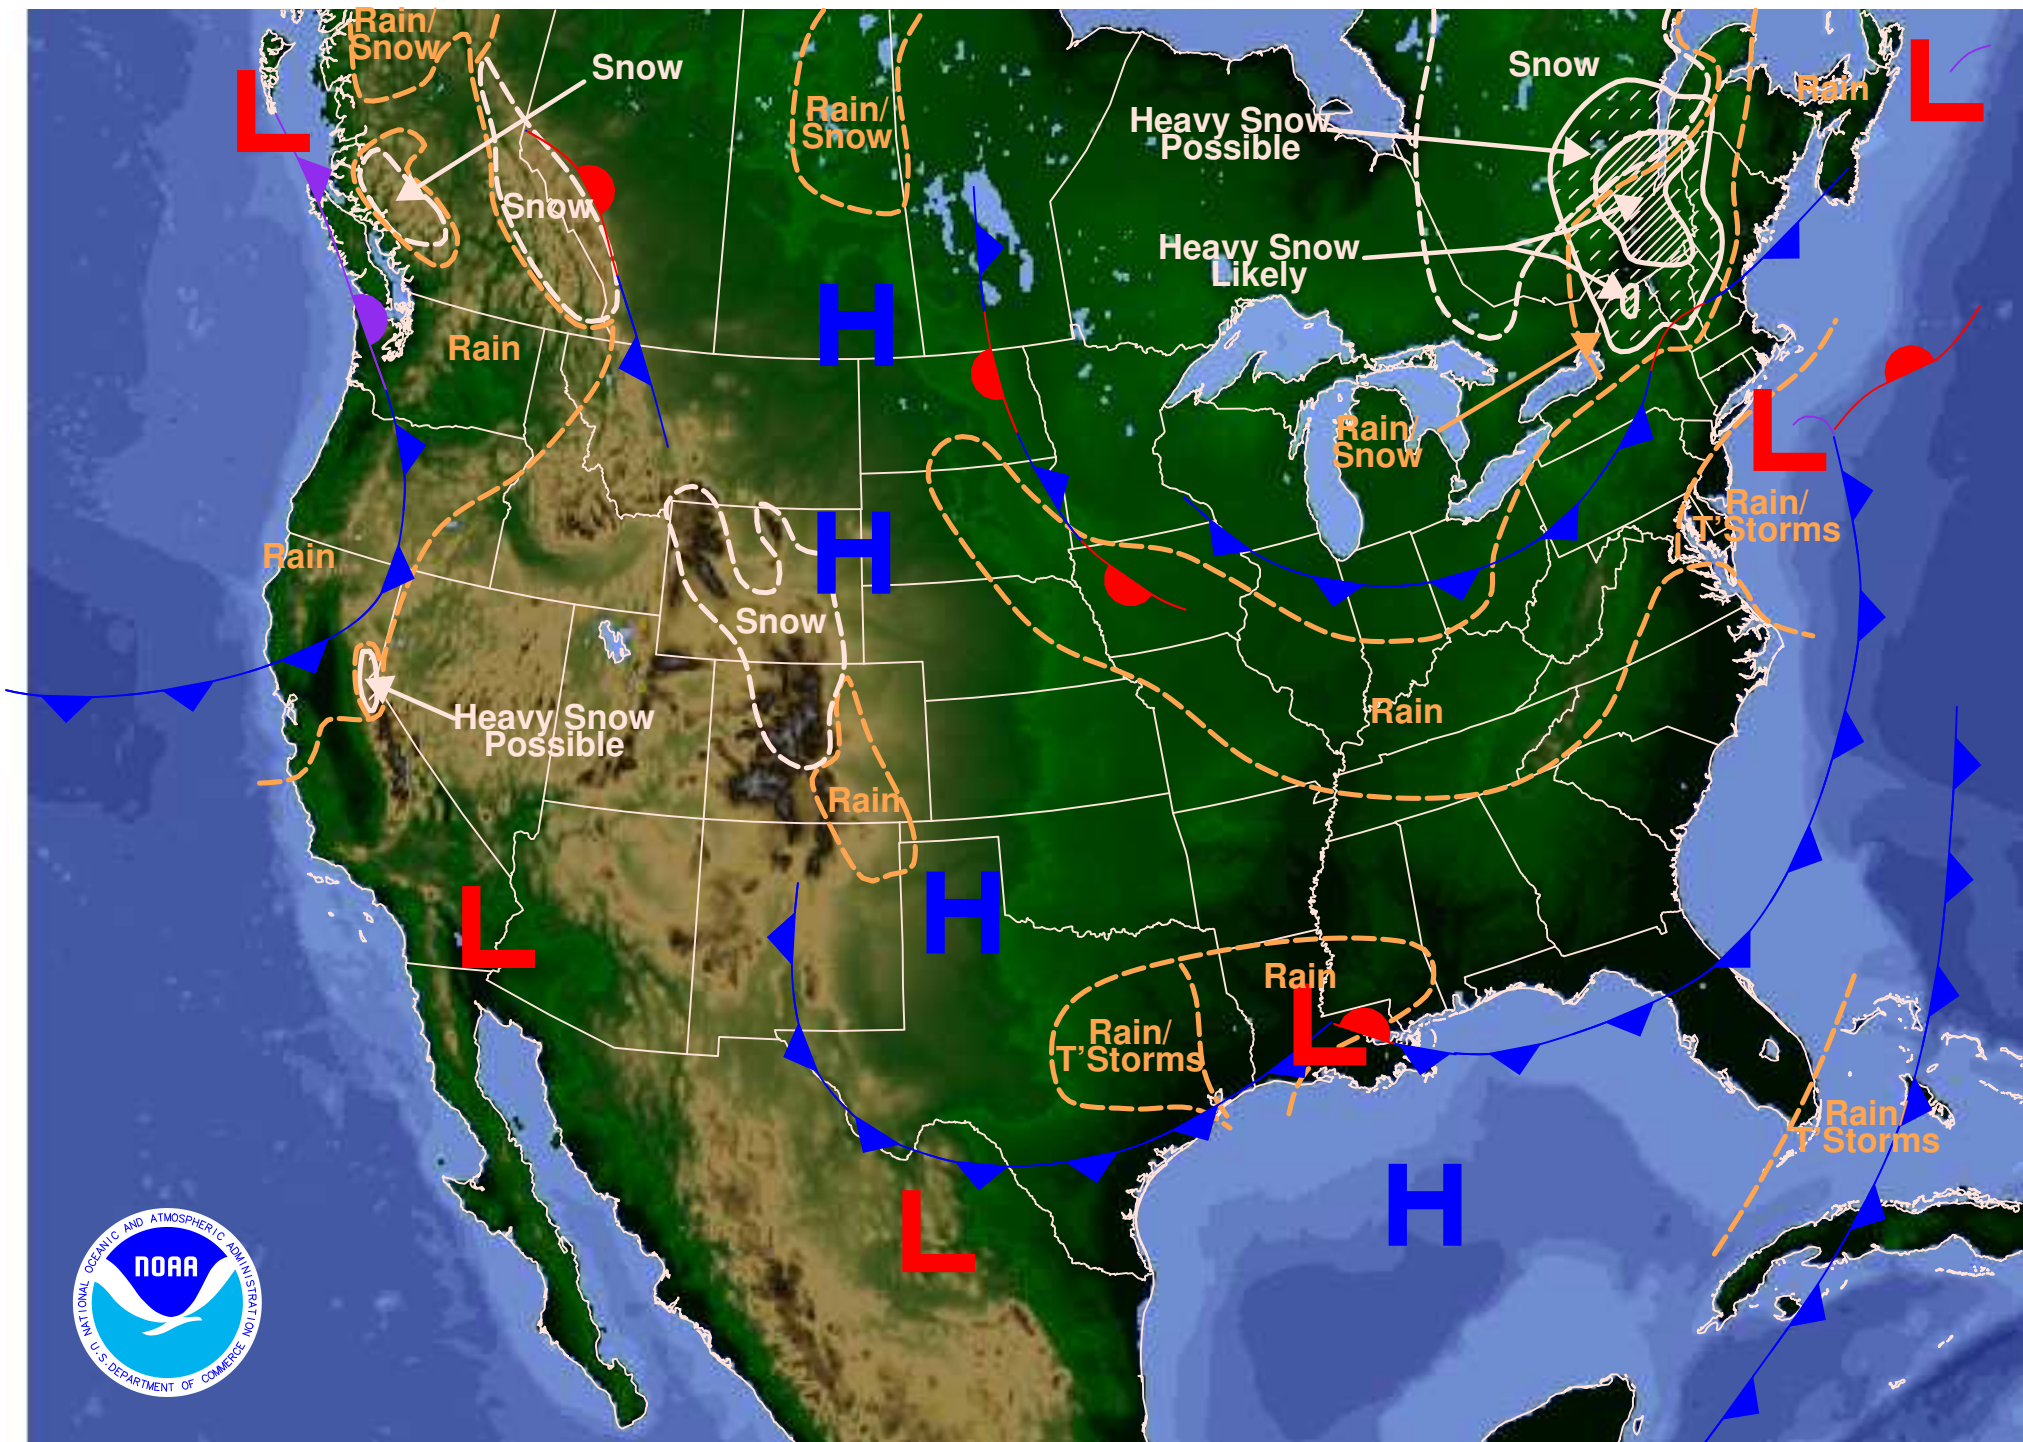 Rain/
Snow
Snow
Rain/
Snow
Snow
Rain
Heavy Snow
Possible
Snow
Heavy Snow
Likely
Rain
Rain/
Snow
Rain/
T'Storms
Rain
Snow
Heavy Snow
Possible
Rain
Rain
Rain
Rain/
T'Storms
Rain/
T'Storms
L
L
H
L
H
H
L
L
H
L
NATIONAL OCEANIC AND ATMOSPHERIC ADMINISTRATION
NOAA
U.S. DEPARTMENT OF COMMERCE